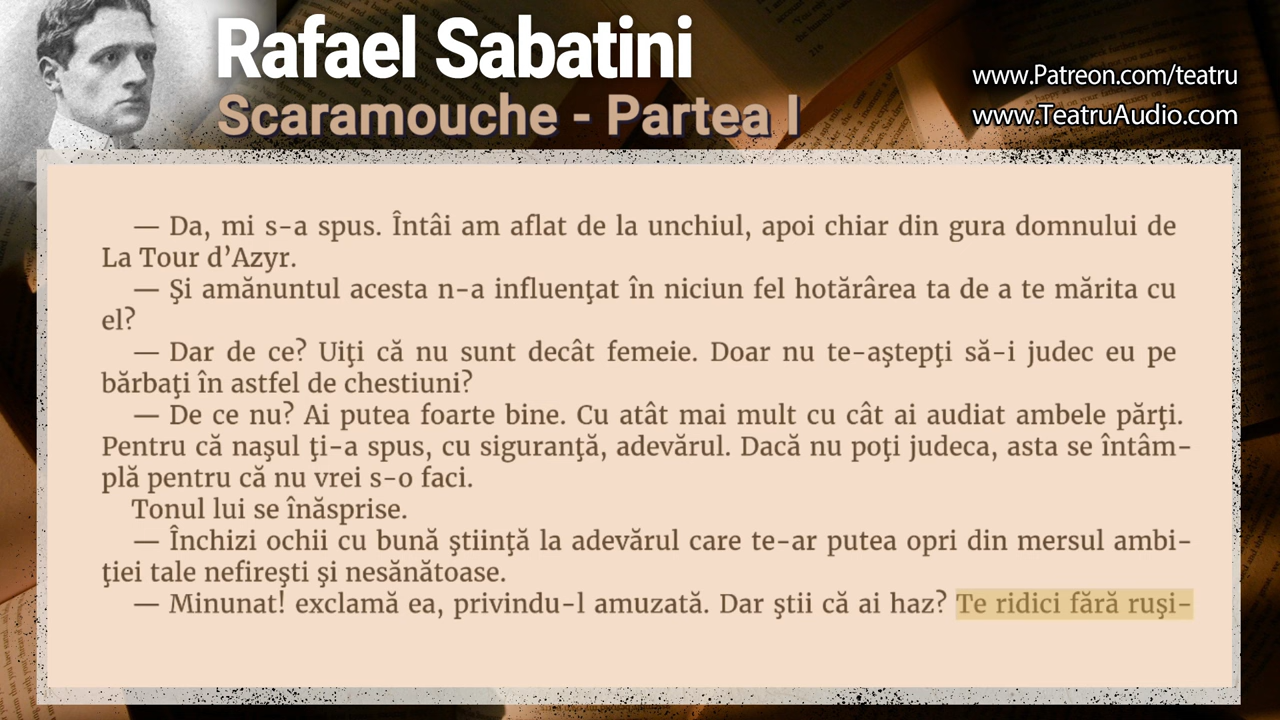 Rafael Sabatini
Scaramouche - Partea I
www.Patreon.com/teatru
www.TeatruAudio.com
— Da, mi s-a spus. Întâi am aflat de la unchiul, apoi chiar din gura domnului de
La Tour d’Azyr.
— Şi amănuntul acesta n-a influenţat în niciun fel hotărârea ta de a te mărita cu
el?
— Dar de ce? Uiţi că nu sunt decât femeie. Doar nu te-aştepţi să-i judec eu pe
bărbaţi în astfel de chestiuni?
— De ce nu? Ai putea foarte bine. Cu atât mai mult cu cât ai audiat ambele părţi.
Pentru că naşul ţi-a spus, cu siguranţă, adevărul. Dacă nu poţi judeca, asta se întâm-
plă pentru că nu vrei s-o faci.
Tonul lui se înăsprise.
— Închizi ochii cu bună ştiinţă la adevărul care te-ar putea opri din mersul ambi-
ţiei tale nefireşti şi nesănătoase.
— Minunat! exclamă ea, privindu-l amuzată. Dar ştii că ai haz? Te ridici fără ruşi-